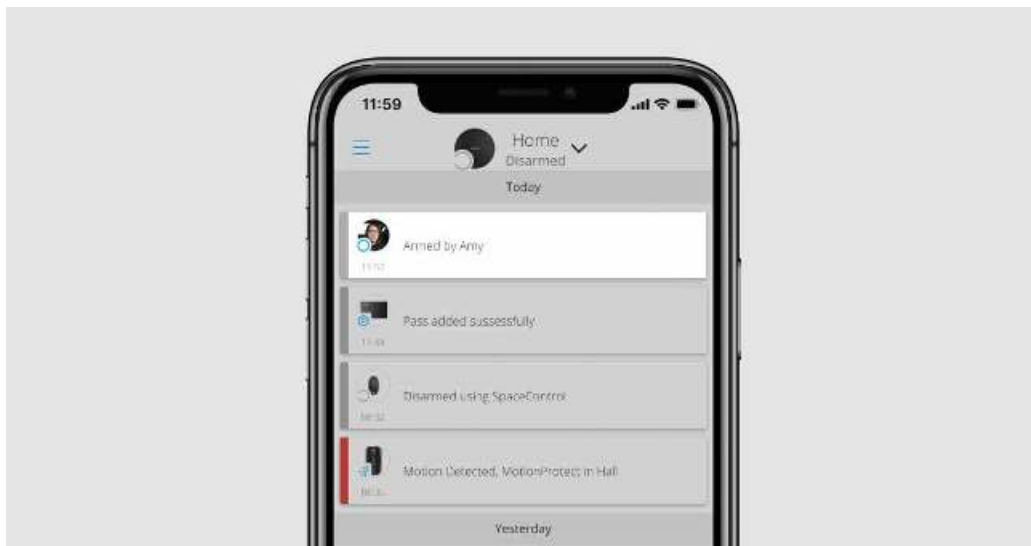 11:59
Home
Disarmed
Today
Armed by Amy
Pass added sussessfully
Disarmed using SpaceControl
Motion Detected, MotionProtect in Hall
Yesterday